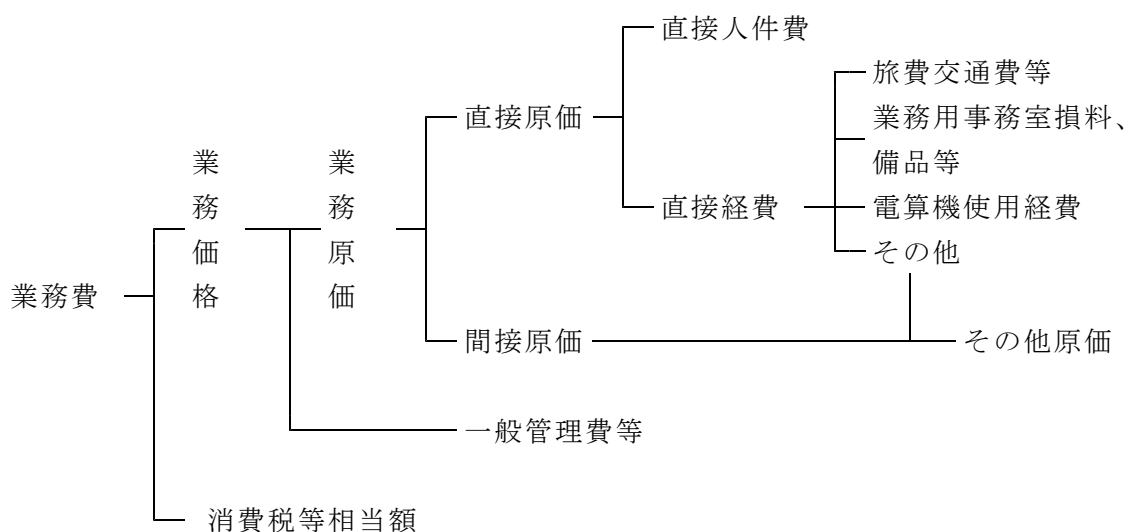 直接人件費
旅費交通費等
直接原価
業務用事務室損料、
備品等
業務価格
業務原価
直接経費
電算機使用経費
その他
業務費
間接原価
その他原価
一般管理費等
消費税等相当額